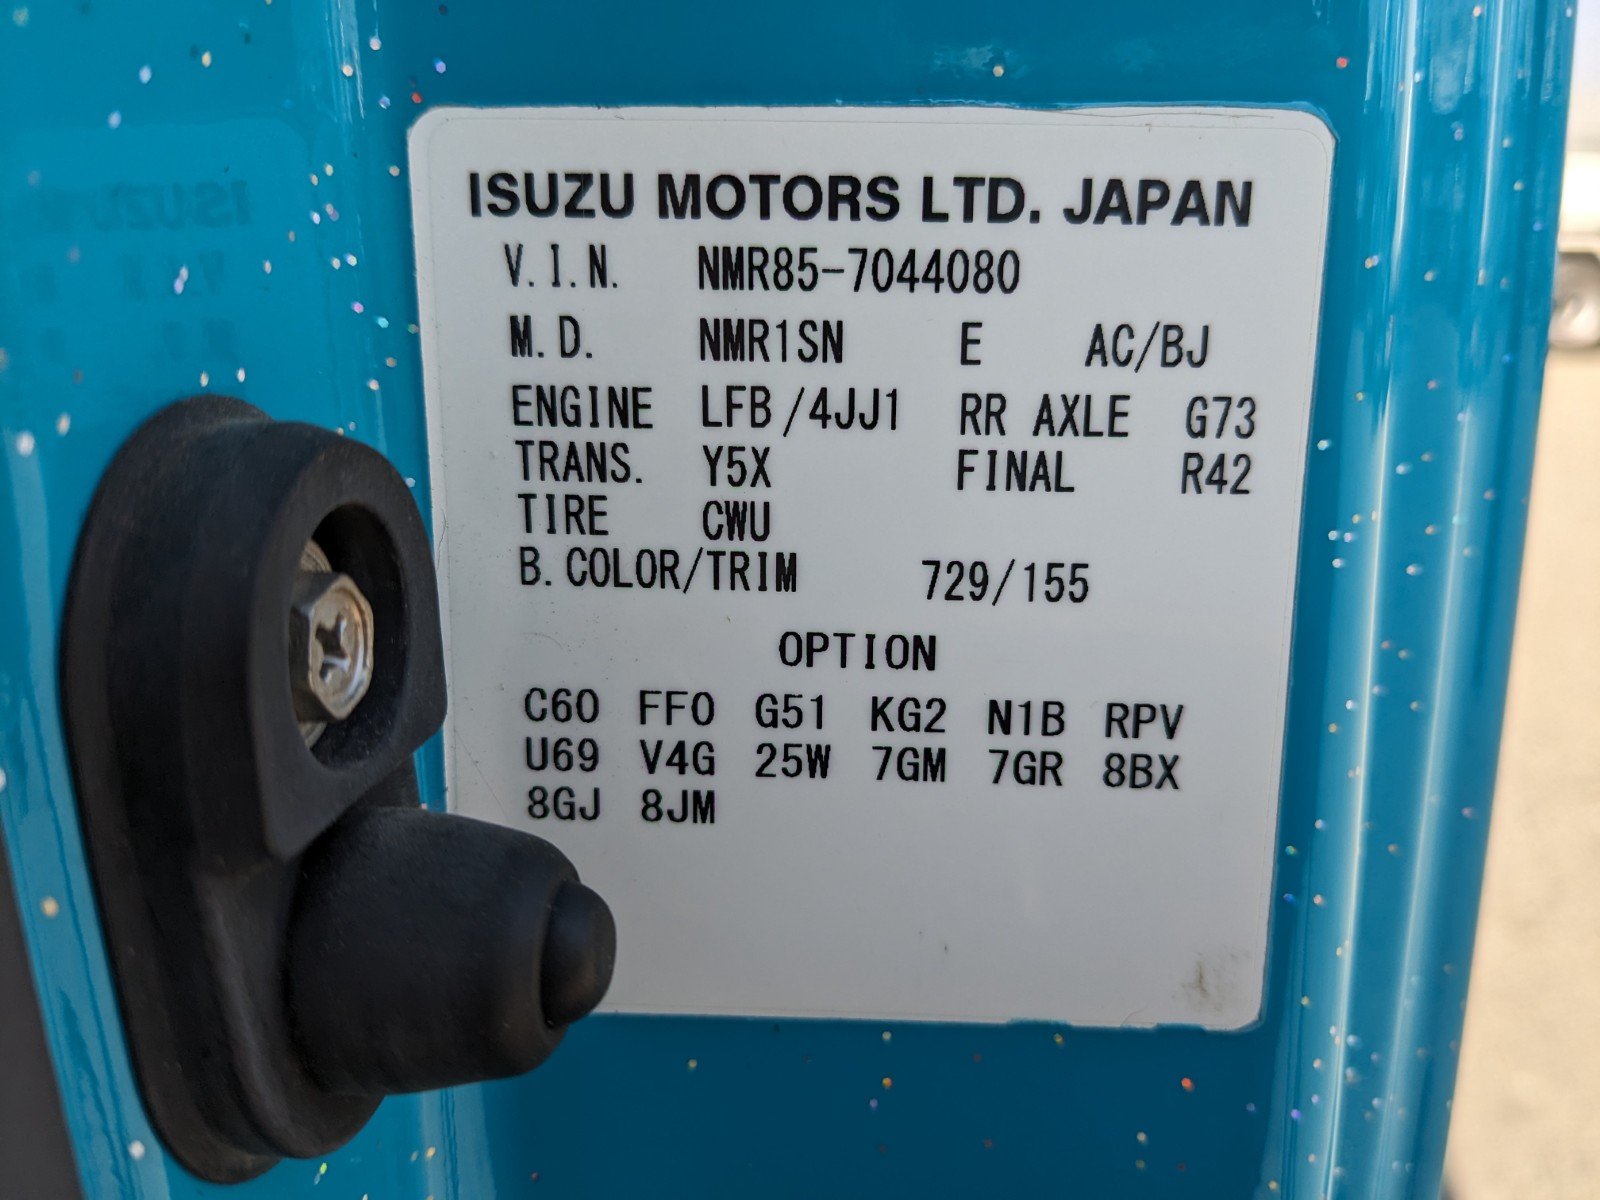 ISUZU MOTORS LTD. JAPAN
V.I.N. NMR85-7044080
M.D. NMR1SN E AC/BJ
ENGINE LFB/4JJ1 RR AXLE G73
TRANS. Y5X FINAL R42
TIRE CWU
B.COLOR/TRIM 729/155
OPTION
C60 FF0 G51 KG2 N1B RPV
U69 V4G 25W 7GM 7GR 8BX
8GJ 8JM